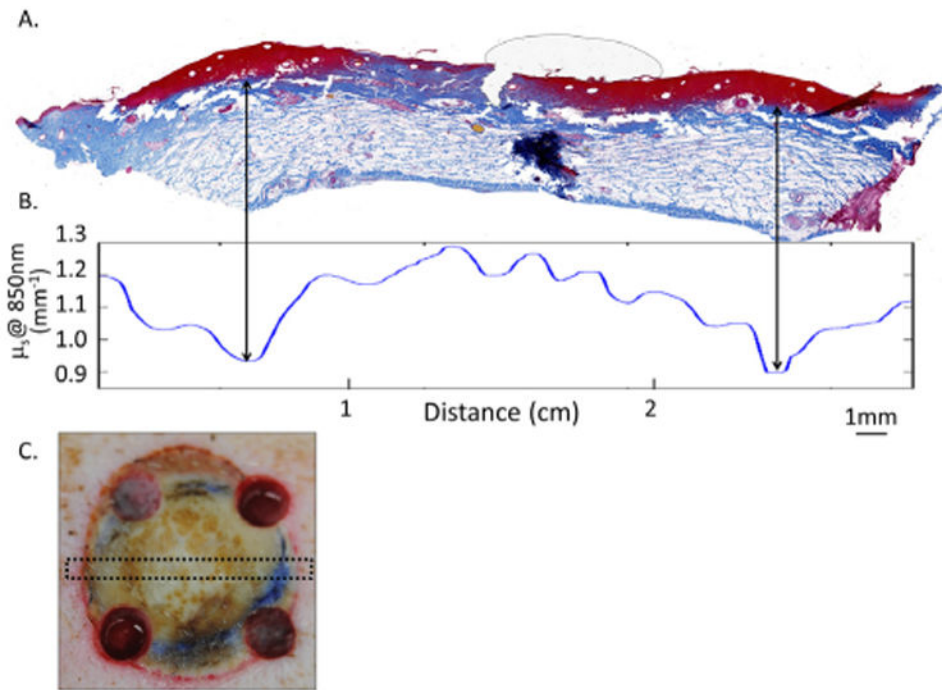 A.
B.
1.3
1.2
1.1
1.0
0.9
μs@ 850nm
(mm⁻¹)
1
Distance (cm)
2
1mm
C.